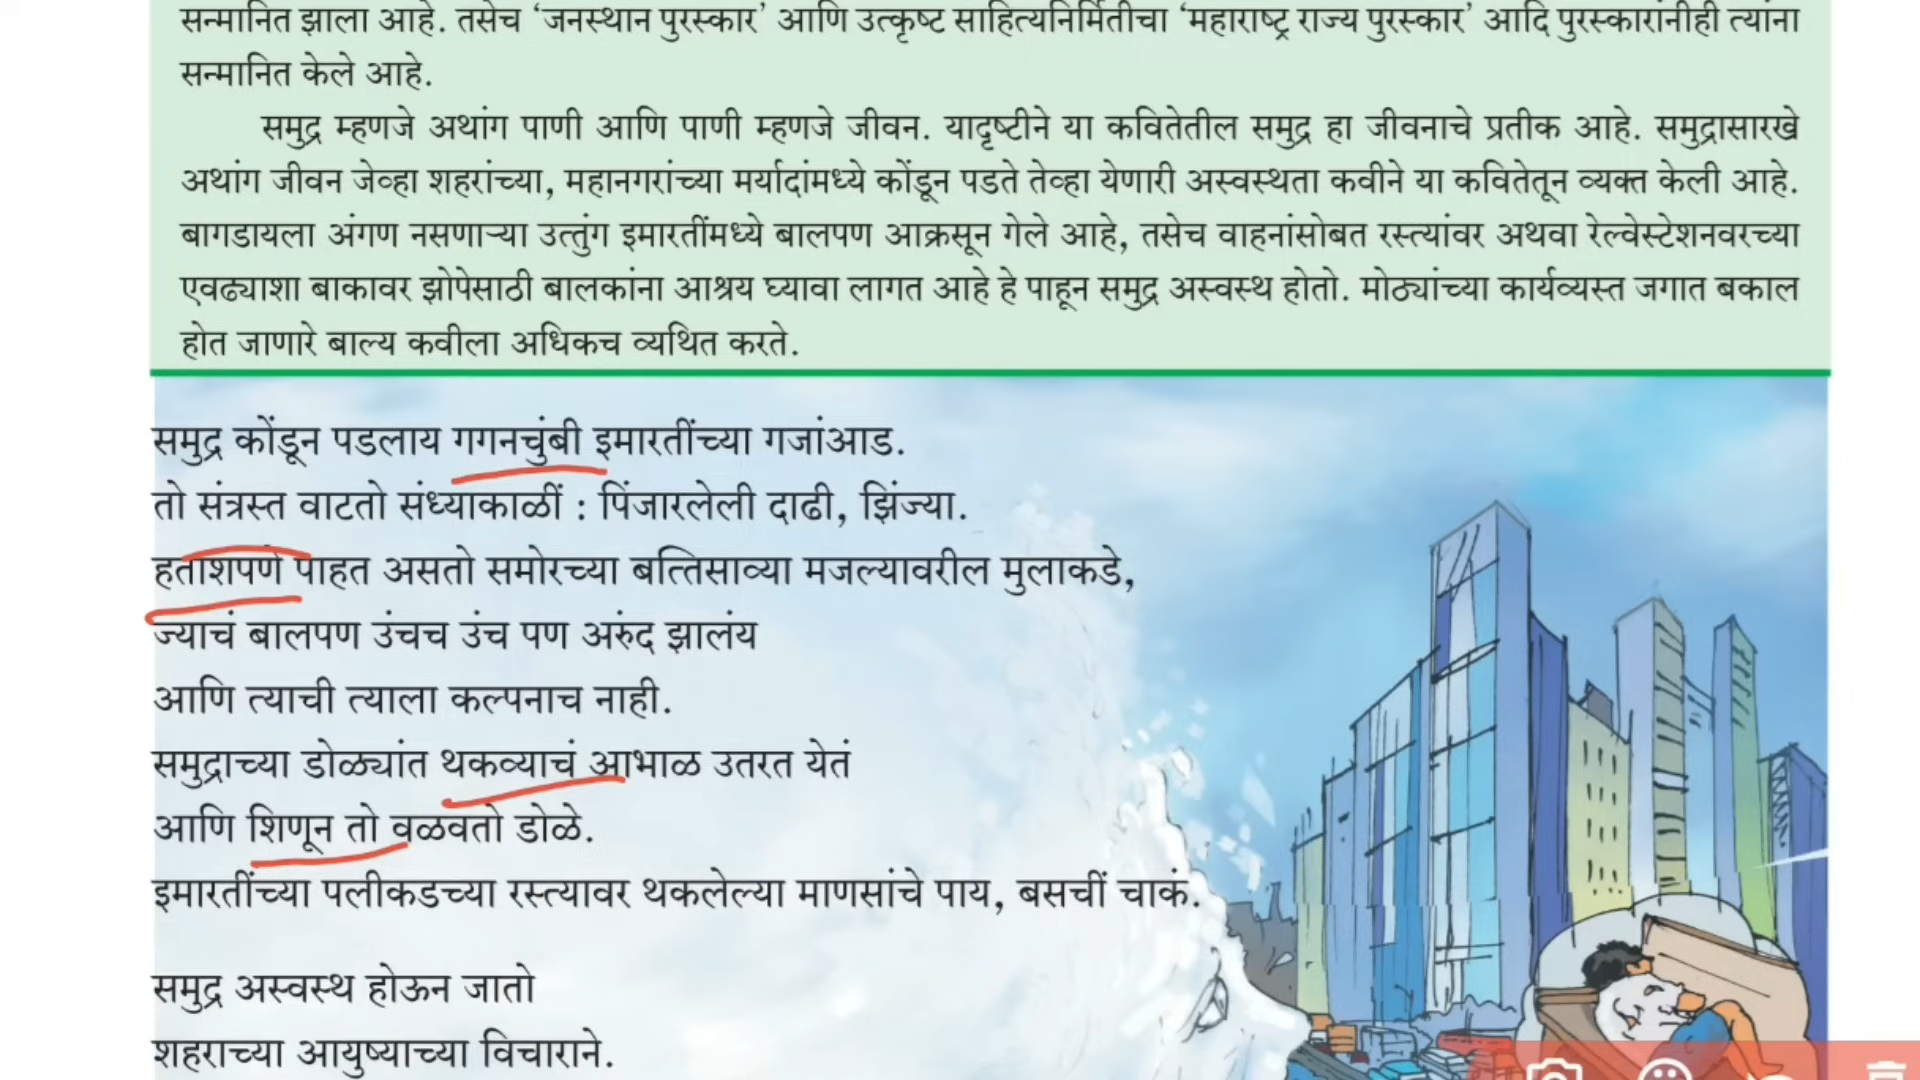 सन्मानित झाला आहे. तसेच ‘जनस्थान पुरस्कार’ आणि उत्कृष्ट साहित्यनिर्मितीचा ‘महाराष्ट्र राज्य पुरस्कार’ आदि पुरस्कारांनीही त्यांना
सन्मानित केले आहे.
समुद्र म्हणजे अथांग पाणी आणि पाणी म्हणजे जीवन. यादृष्टीने या कवितेतील समुद्र हा जीवनाचे प्रतीक आहे. समुद्रासारखे
अथांग जीवन जेव्हा शहरांच्या, महानगरांच्या मर्यादांमध्ये कोंडून पडते तेव्हा येणारी अस्वस्थता कवीने या कवितेतून व्यक्त केली आहे.
बागडायला अंगण नसणाऱ्या उत्तुंग इमारतींमध्ये बालपण आक्रसून गेले आहे, तसेच वाहनांसोबत रस्त्यांवर अथवा रेल्वेस्टेशनवरच्या
एवढ्याशा बाकावर झोपेसाठी बालकांना आश्रय घ्यावा लागत आहे हे पाहून समुद्र अस्वस्थ होतो. मोठ्यांच्या कार्यव्यस्त जगात बकाल
होत जाणारे बाल्य कवीला अधिकच व्यथित करते.
समुद्र कोंडून पडलाय गगनचुंबी इमारतींच्या गजांआड.
तो संत्रस्त वाटतो संध्याकाळीं : पिंजारलेली दाढी, झिंज्या.
हताशपणे पाहत असतो समोरच्या बत्तिसाव्या मजल्यावरील मुलाकडे,
ज्याचं बालपण उंचच उंच पण अरुंद झालंय
आणि त्याची त्याला कल्पनाच नाही.
समुद्राच्या डोळ्यांत थकव्याचं आभाळ उतरत येतं
आणि शिणून तो वळवतो डोळे.
इमारतींच्या पलीकडच्या रस्त्यावर थकलेल्या माणसांचे पाय, बसचीं चाकं.
समुद्र अस्वस्थ होऊन जातो
शहराच्या आयुष्याच्या विचाराने.